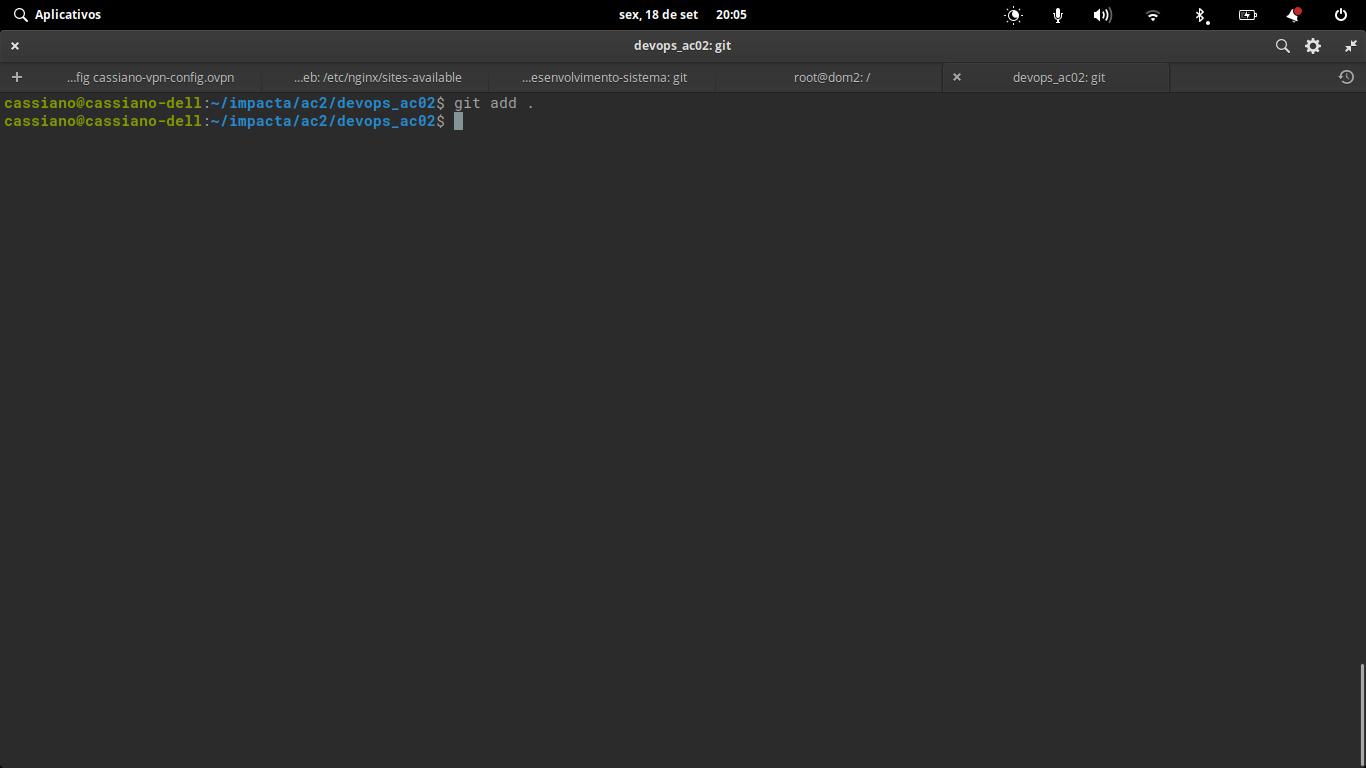 Aplicativos sex, 18 de set 20:05
devops_ac02: git
...fig cassiano-vpn-config.ovpn ...eb: /etc/nginx/sites-available ...esenvolvimento-sistema: git root@dom2: / devops_ac02: git
cassiano@cassiano-dell:~/impacta/ac2/devops_ac02$ git add .
cassiano@cassiano-dell:~/impacta/ac2/devops_ac02$